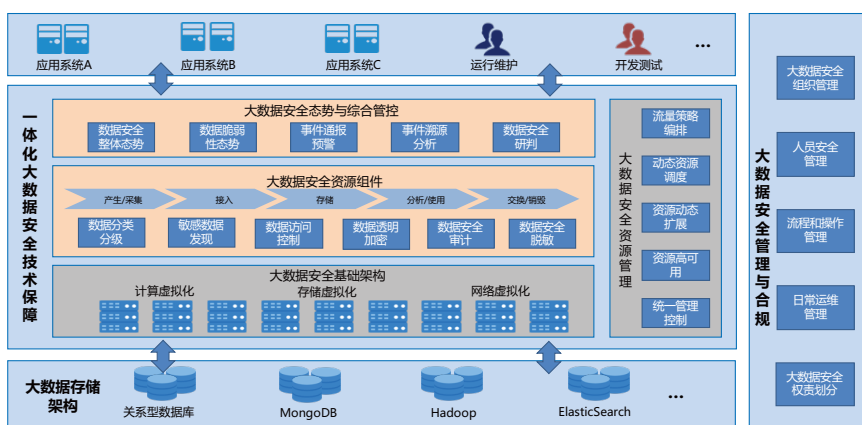 应用系统A
应用系统B
应用系统C
运行维护
开发测试
...
一体化大数据安全技术保障
大数据安全态势与综合管控
数据安全
整体态势
数据脆弱
性态势
事件通报
预警
事件溯源
分析
数据安全
研判
大数据安全资源组件
产生/采集
接入
存储
分析/使用
交换/销毁
数据分类
分级
敏感数据
发现
数据访问
控制
数据透明
加密
数据安全
审计
数据安全
脱敏
大数据安全基础架构
计算虚拟化
存储虚拟化
网络虚拟化
大数据安全资源管理
流量策略
编排
动态资源
调度
资源动态
扩展
资源高可
用
统一管理
控制
大数据存储
架构
关系型数据库
MongoDB
Hadoop
ElasticSearch
...
大数据安全管理与合规
大数据安全
组织管理
人员安全
管理
流程和操作
管理
日常运维
管理
大数据安全
权责划分